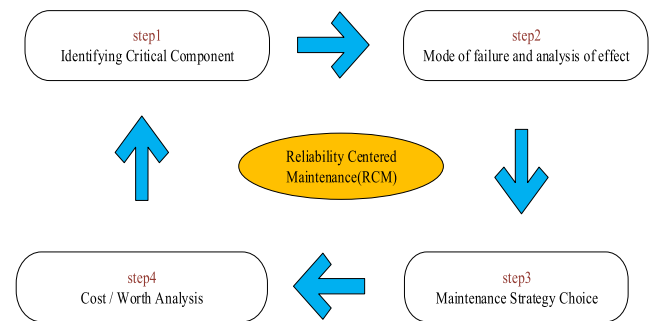 step1
Identifying Critical Component
step2
Mode of failure and analysis of effect
Reliability Centered
Maintenance(RCM)
step4
Cost / Worth Analysis
step3
Maintenance Strategy Choice